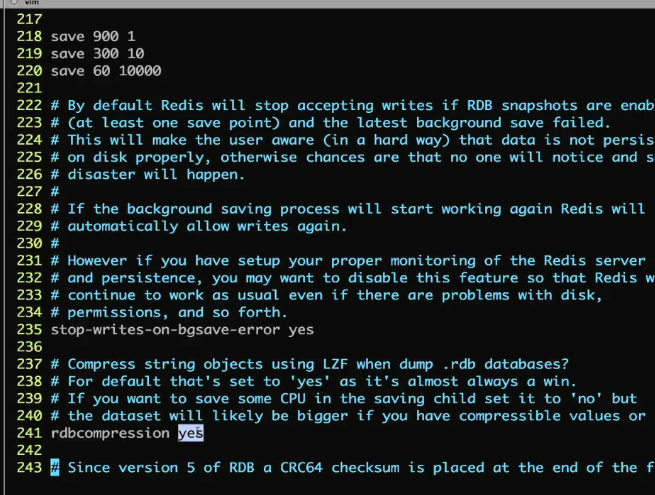 vim
217
218 save 900 1
219 save 300 10
220 save 60 10000
221
222 # By default Redis will stop accepting writes if RDB snapshots are enab
223 # (at least one save point) and the latest background save failed.
224 # This will make the user aware (in a hard way) that data is not persis
225 # on disk properly, otherwise chances are that no one will notice and s
226 # disaster will happen.
227 #
228 # If the background saving process will start working again Redis will
229 # automatically allow writes again.
230 #
231 # However if you have setup your proper monitoring of the Redis server
232 # and persistence, you may want to disable this feature so that Redis w
233 # continue to work as usual even if there are problems with disk,
234 # permissions, and so forth.
235 stop-writes-on-bgsave-error yes
236
237 # Compress string objects using LZF when dump .rdb databases?
238 # For default that's set to 'yes' as it's almost always a win.
239 # If you want to save some CPU in the saving child set it to 'no' but
240 # the dataset will likely be bigger if you have compressible values or
241 rdbcompression yes
242
243 # Since version 5 of RDB a CRC64 checksum is placed at the end of the f